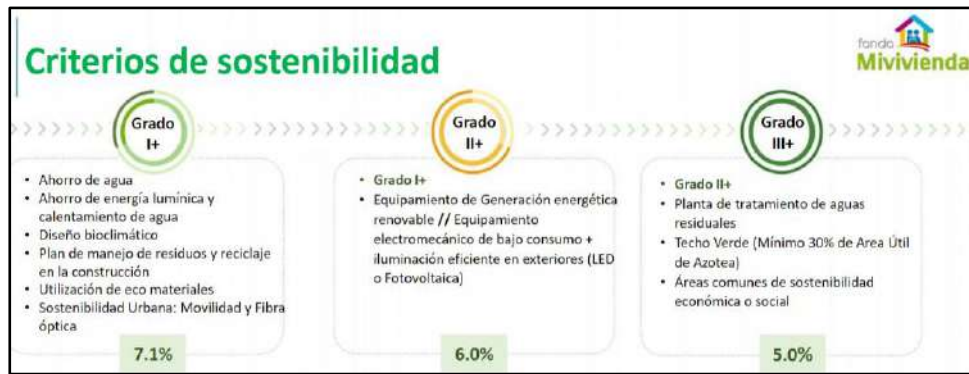 fondo
Mivivienda
Criterios de sostenibilidad
Grado
I+
• Ahorro de agua
• Ahorro de energía lumínica y
calentamiento de agua
• Diseño bioclimático
• Plan de manejo de residuos y reciclaje
en la construcción
• Utilización de eco materiales
• Sostenibilidad Urbana: Movilidad y Fibra
óptica
7.1%
Grado
II+
• Grado I+
• Equipamiento de Generación energética
renovable // Equipamiento
electromecánico de bajo consumo +
iluminación eficiente en exteriores (LED
o Fotovoltaica)
6.0%
Grado
III+
• Grado II+
• Planta de tratamiento de aguas
residuales
• Techo Verde (Mínimo 30% de Area Útil
de Azotea)
• Áreas comunes de sostenibilidad
económica o social
5.0%